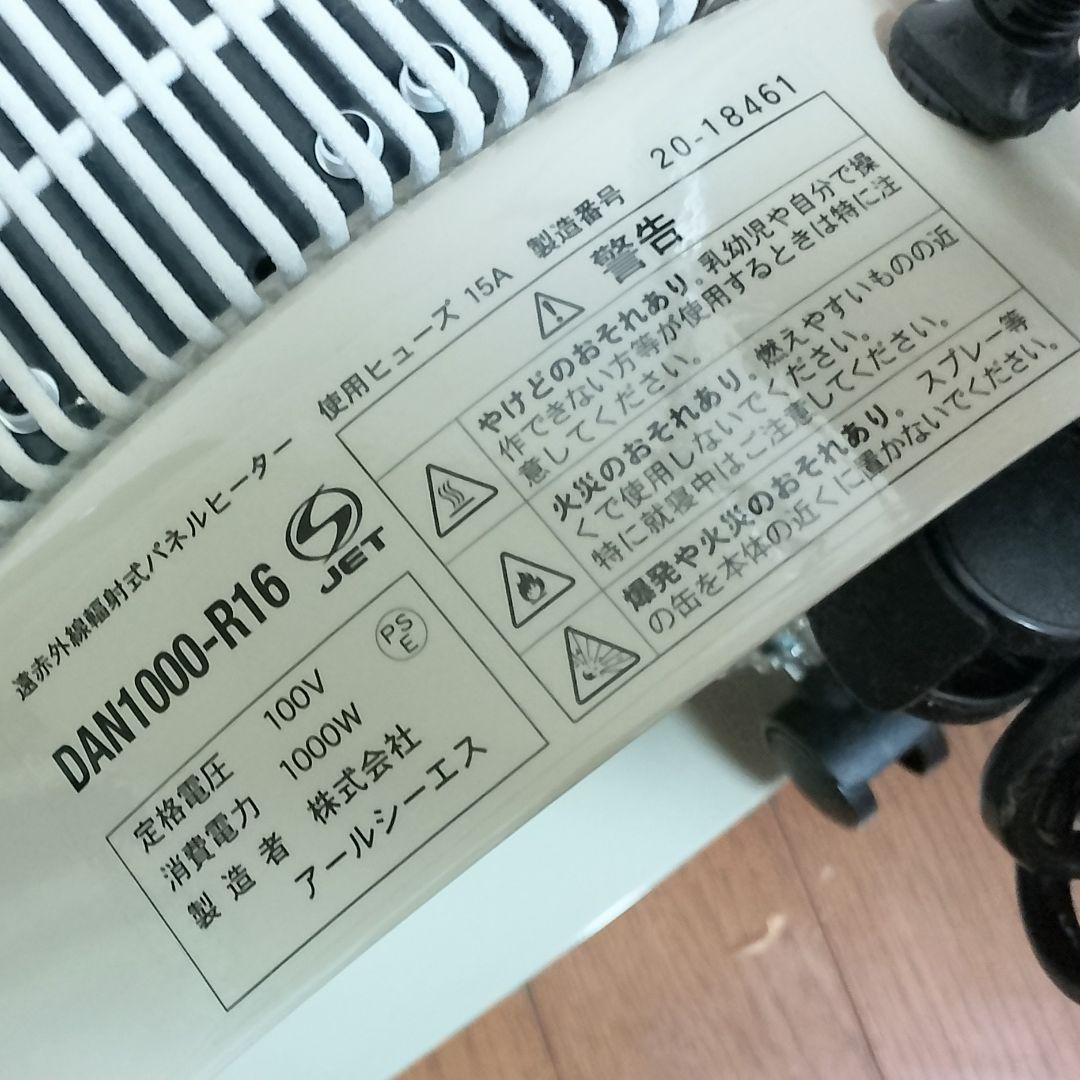 遠赤外線輻射式パネルヒーター 使用ヒューズ 15A 製造番号 20-18461
DAN1000-R16
JET
PS
E
定格電圧 100V
消費電力 1000W
製造者 株式会社
アールシーエス
警告
やけどのおそれあり。乳幼児や自分で操
作できない方等が使用するときは特に注
意してください。
火災のおそれあり。燃えやすいものの近
くで使用しないでください。
特に就寝中はご注意してください。
爆発や火災のおそれあり。スプレー等
の缶を本体の近くに置かないでください。